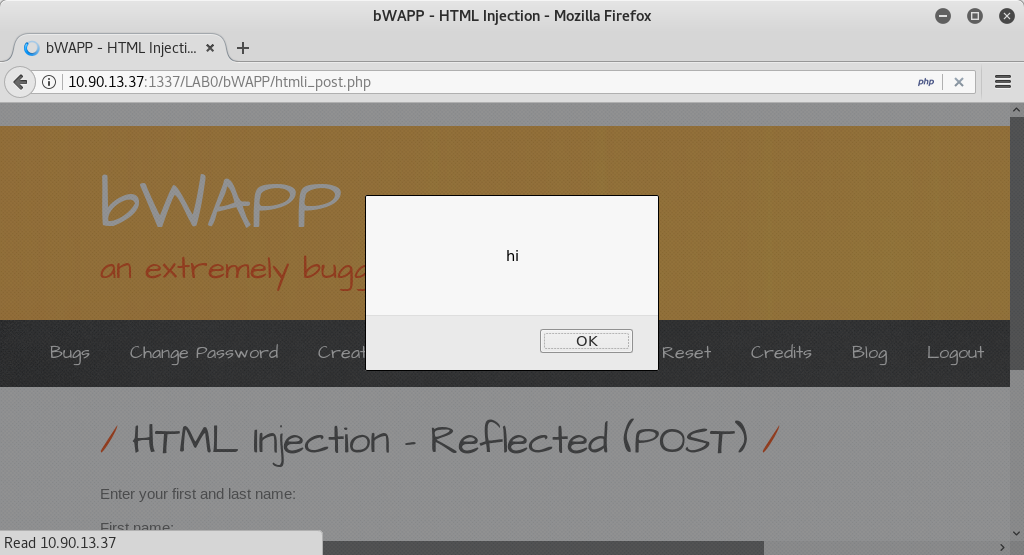 bWAPP - HTML Injection - Mozilla Firefox
bWAPP - HTML Injecti...
10.90.13.37:1337/LAB0/bWAPP/htmli_post.php
php
bWAPP
an extremely bugg
hi
OK
Bugs Change Password Creat Reset Credits Blog Logout
/ HTML Injection - Reflected (POST) /
Enter your first and last name:
First name:
Read 10.90.13.37